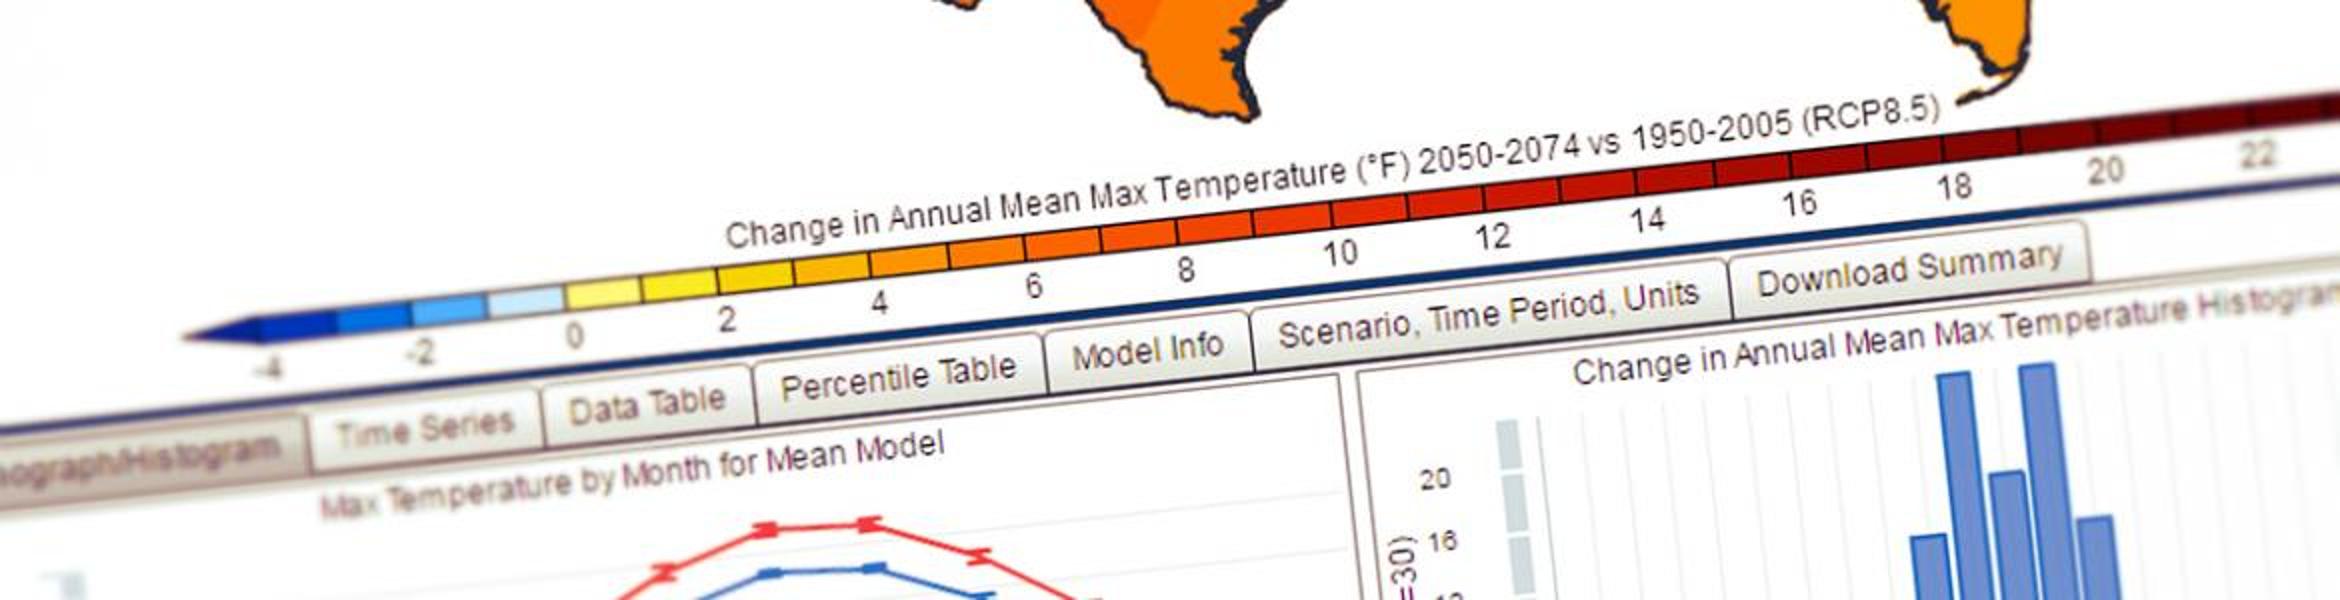 Change in Annual Mean Max Temperature (°F) 2050-2074 vs 1950-2005 (RCP8.5)
-4 -2 0 2 4 6 8 10 12 14 16 18 20 22
Histogram Time Series Data Table Percentile Table Model Info Scenario, Time Period, Units Download Summary
Max Temperature by Month for Mean Model
Change in Annual Mean Max Temperature Histogram
20
16
=30)